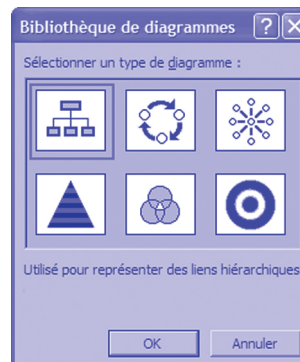 Bibliothèque de diagrammes
Sélectionner un type de diagramme :
Utilisé pour représenter des liens hiérarchiques
OK
Annuler